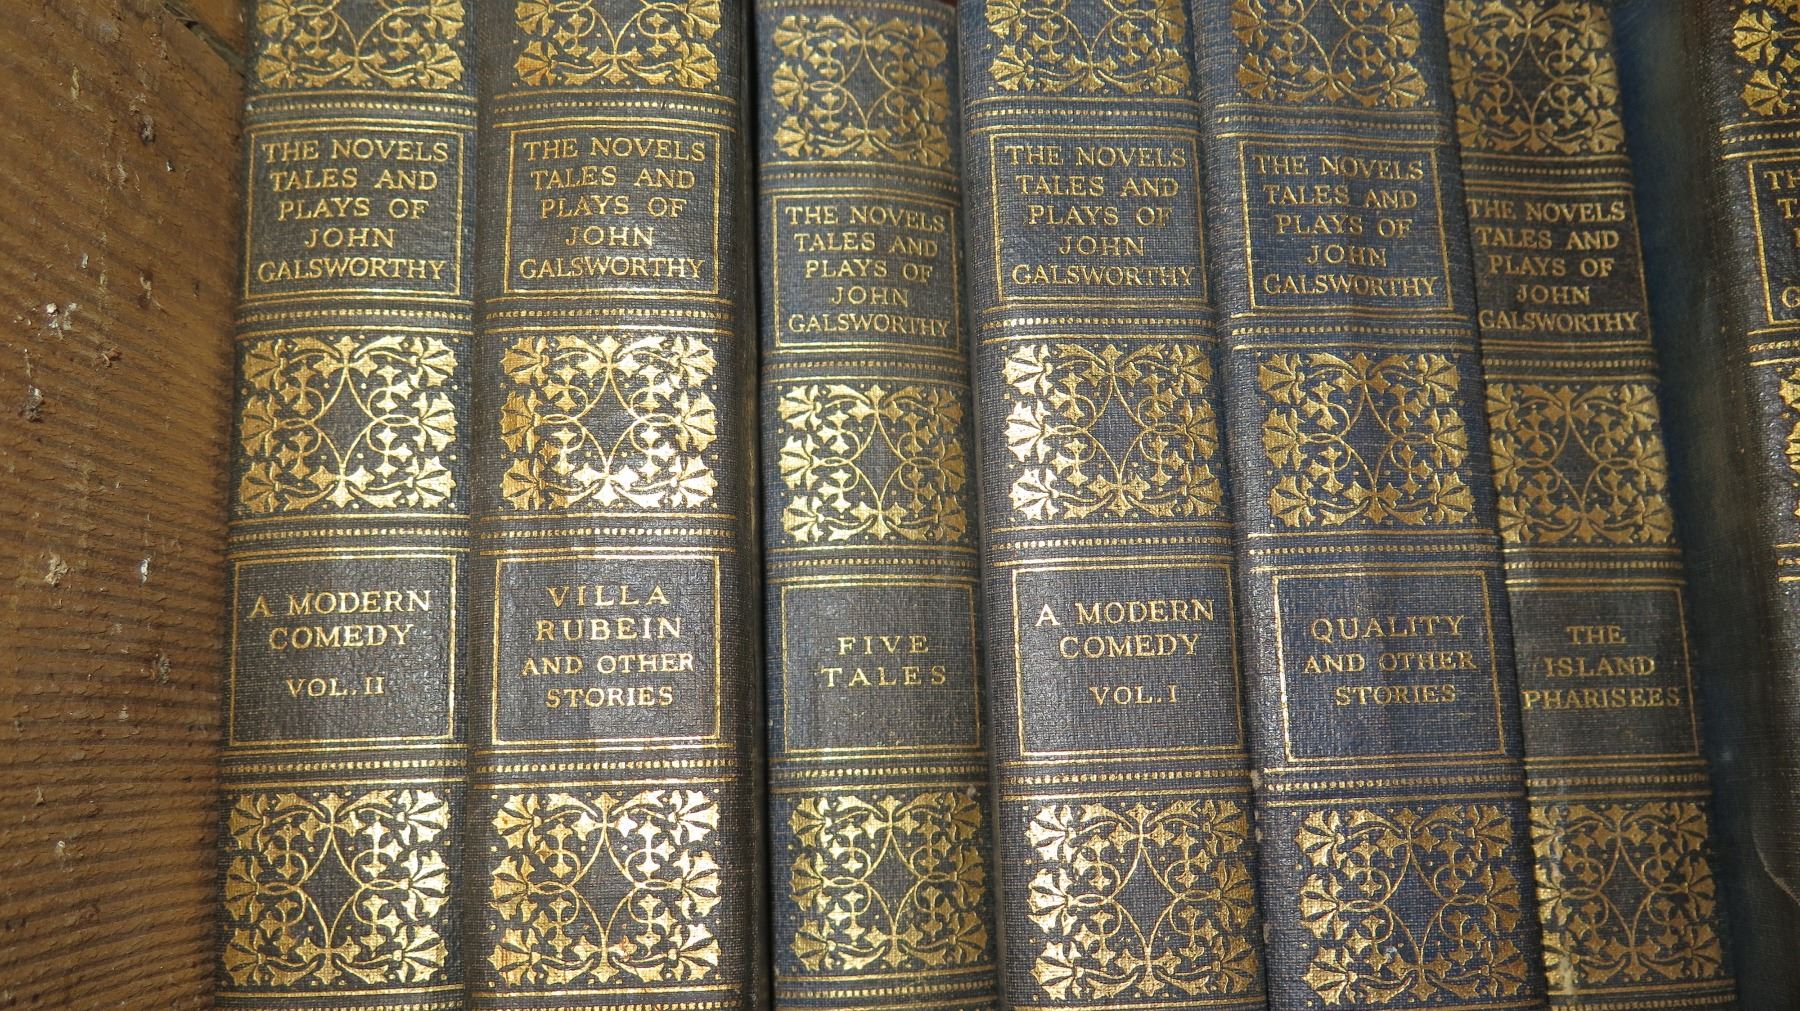 THE NOVELS
TALES AND
PLAYS OF
JOHN
GALSWORTHY
A MODERN
COMEDY
VOL. II
THE NOVELS
TALES AND
PLAYS OF
JOHN
GALSWORTHY
VILLA
RUBEIN
AND OTHER
STORIES
THE NOVELS
TALES AND
PLAYS OF
JOHN
GALSWORTHY
FIVE
TALES
THE NOVELS
TALES AND
PLAYS OF
JOHN
GALSWORTHY
A MODERN
COMEDY
VOL. I
THE NOVELS
TALES AND
PLAYS OF
JOHN
GALSWORTHY
QUALITY
AND OTHER
STORIES
THE NOVELS
TALES AND
PLAYS OF
JOHN
GALSWORTHY
THE
ISLAND
PHARISEES